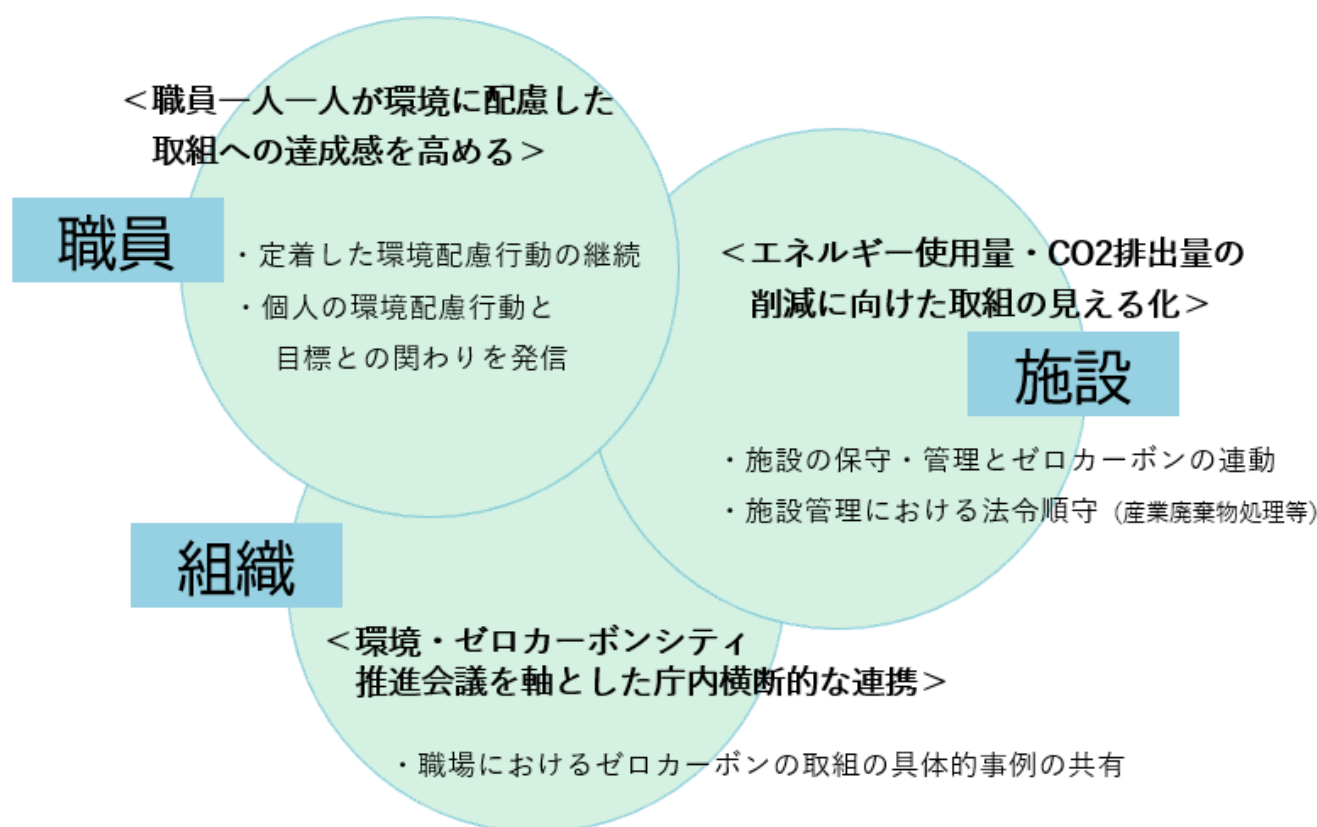 ＜職員一人一人が環境に配慮した
取組への達成感を高める＞
職員
・定着した環境配慮行動の継続
・個人の環境配慮行動と
目標との関わりを発信
＜エネルギー使用量・CO2排出量の
削減に向けた取組の見える化＞
施設
・施設の保守・管理とゼロカーボンの連動
・施設管理における法令順守（産業廃棄物処理等）
組織
＜環境・ゼロカーボンシティ
推進会議を軸とした庁内横断的な連携＞
・職場におけるゼロカーボンの取組の具体的事例の共有